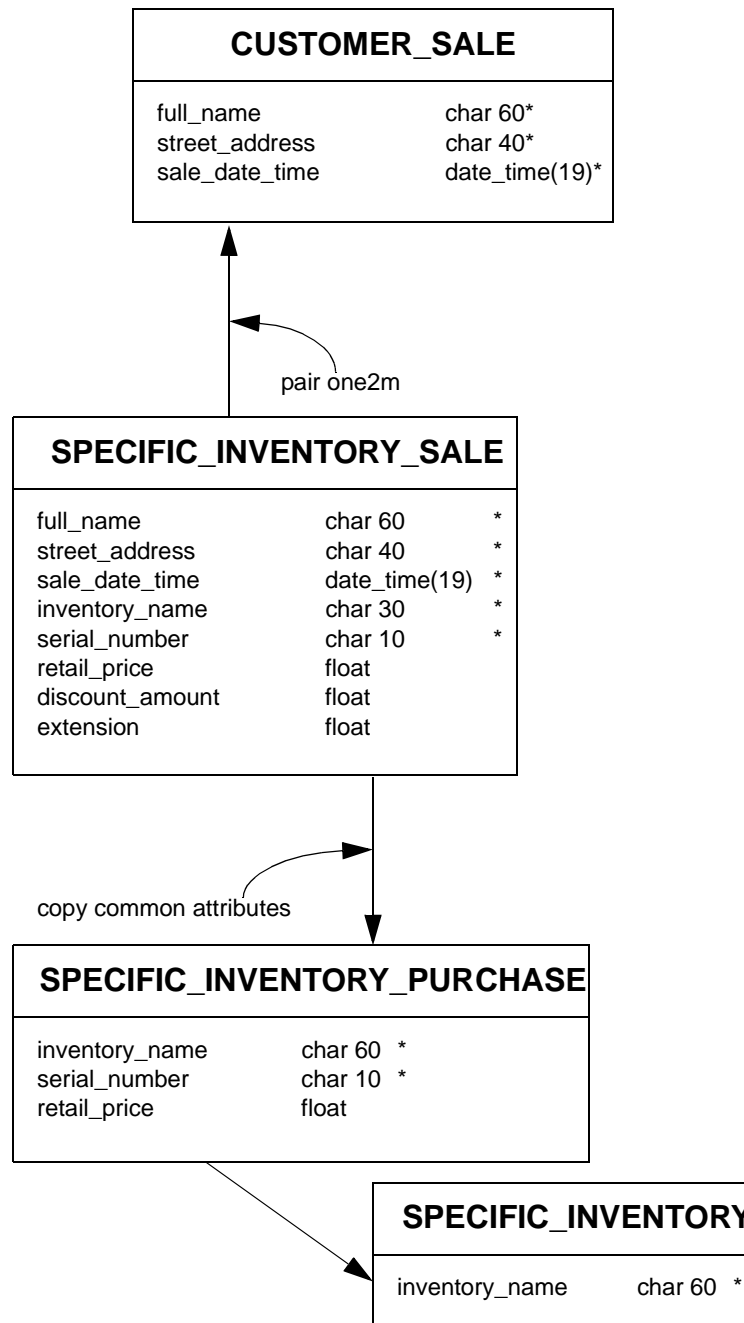 CUSTOMER_SALE
full_name char 60*
street_address char 40*
sale_date_time date_time(19)*
pair one2m
SPECIFIC_INVENTORY_SALE
full_name char 60 *
street_address char 40 *
sale_date_time date_time(19) *
inventory_name char 30 *
serial_number char 10 *
retail_price float
discount_amount float
extension float
copy common attributes
SPECIFIC_INVENTORY_PURCHASE
inventory_name char 60 *
serial_number char 10 *
retail_price float
SPECIFIC_INVENTORY
inventory_name char 60 *